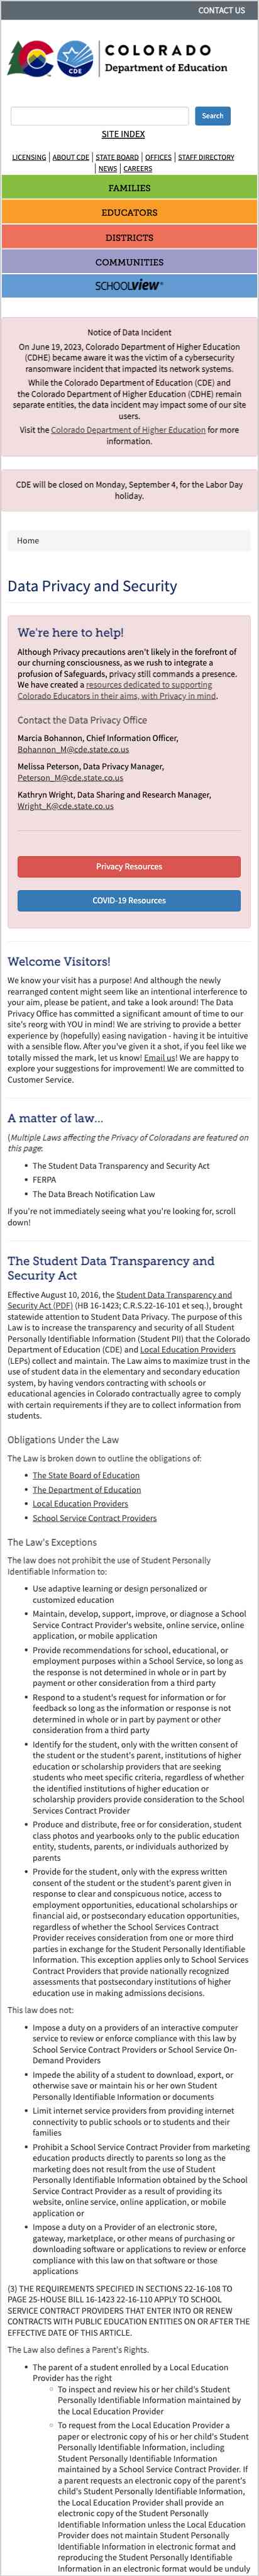 CONTACT US
CDE
COLORADO
Department of Education
Search
SITE INDEX
LICENSING | ABOUT CDE | STATE BOARD | OFFICES | STAFF DIRECTORY
| NEWS | CAREERS
FAMILIES
EDUCATORS
DISTRICTS
COMMUNITIES
SCHOOLVIEW®
Notice of Data Incident
On June 19, 2023, Colorado Department of Higher Education
(CDHE) became aware it was the victim of a cybersecurity
ransomware incident that impacted its network systems.
While the Colorado Department of Education (CDE) and
the Colorado Department of Higher Education (CDHE) remain
separate entities, the data incident may impact some of our site
users.
Visit the Colorado Department of Higher Education for more
information.
CDE will be closed on Monday, September 4, for the Labor Day
holiday.
Home
Data Privacy and Security
We're here to help!
Although Privacy precautions aren't likely in the forefront of
our churning consciousness, as we rush to integrate a
profusion of Safeguards, privacy still commands a presence.
We have created a resources dedicated to supporting
Colorado Educators in their aims, with Privacy in mind.
Contact the Data Privacy Office
Marcia Bohannon, Chief Information Officer,
Bohannon_M@cde.state.co.us
Melissa Peterson, Data Privacy Manager,
Peterson_M@cde.state.co.us
Kathryn Wright, Data Sharing and Research Manager,
Wright_K@cde.state.co.us
Privacy Resources
COVID-19 Resources
Welcome Visitors!
We know your visit has a purpose! And although the newly
rearranged content might seem like an intentional interference to
your aim, please be patient, and take a look around! The Data
Privacy Office has committed a significant amount of time to our
site's reorg with YOU in mind! We are striving to provide a better
experience by (hopefully) easing navigation - having it be intuitive
with a sensible flow. After you've given it a shot, if you feel like we
totally missed the mark, let us know! Email us! We are happy to
explore your suggestions for improvement! We are committed to
Customer Service.
A matter of law...
(Multiple Laws affecting the Privacy of Coloradans are featured on
this page:
• The Student Data Transparency and Security Act
• FERPA
• The Data Breach Notification Law
If you're not immediately seeing what you're looking for, scroll
down!
The Student Data Transparency and
Security Act
Effective August 10, 2016, the Student Data Transparency and
Security Act (PDF) (HB 16-1423; C.R.S.22-16-101 et seq.), brought
statewide attention to Student Data Privacy. The purpose of this
Law is to increase the transparency and security of all Student
Personally Identifiable Information (Student PII) that the Colorado
Department of Education (CDE) and Local Education Providers
(LEPs) collect and maintain. The Law aims to maximize trust in the
use of student data in the elementary and secondary education
system, by having vendors contracting with schools or
educational agencies in Colorado contractually agree to comply
with certain requirements if they are to collect information from
students.
Obligations Under the Law
The Law is broken down to outline the obligations of:
• The State Board of Education
• The Department of Education
• Local Education Providers
• School Service Contract Providers
The Law's Exceptions
The law does not prohibit the use of Student Personally
Identifiable Information to:
• Use adaptive learning or design personalized or
customized education
• Maintain, develop, support, improve, or diagnose a School
Service Contract Provider's website, online service, online
application, or mobile application
• Provide recommendations for school, educational, or
employment purposes within a School Service, so long as
the response is not determined in whole or in part by
payment or other consideration from a third party
• Respond to a student's request for information or for
feedback so long as the information or response is not
determined in whole or in part by payment or other
consideration from a third party
• Identify for the student, only with the written consent of
the student or the student's parent, institutions of higher
education or scholarship providers that are seeking
students who meet specific criteria, regardless of whether
the identified institutions of higher education or
scholarship providers provide consideration to the School
Services Contract Provider
• Produce and distribute, free or for consideration, student
class photos and yearbooks only to the public education
entity, students, parents, or individuals authorized by
parents
• Provide for the student, only with the express written
consent of the student or the student's parent given in
response to clear and conspicuous notice, access to
employment opportunities, educational scholarships or
financial aid, or postsecondary education opportunities,
regardless of whether the School Services Contract
Provider receives consideration from one or more third
parties in exchange for the Student Personally Identifiable
Information. This exception applies only to School Services
Contract Providers that provide nationally recognized
assessments that postsecondary institutions of higher
education use in making admissions decisions.
This law does not:
• Impose a duty on a providers of an interactive computer
service to review or enforce compliance with this law by
School Service Contract Providers or School Service On-
Demand Providers
• Impede the ability of a student to download, export, or
otherwise save or maintain his or her own Student
Personally Identifiable Information or documents
• Limit internet service providers from providing internet
connectivity to public schools or to students and their
families
• Prohibit a School Service Contract Provider from marketing
education products directly to parents so long as the
marketing does not result from the use of Student
Personally Identifiable Information obtained by the School
Service Contract Provider as a result of providing its
website, online service, online application, or mobile
application or
• Impose a duty on a Provider of an electronic store,
gateway, marketplace, or other means of purchasing or
downloading software or applications to review or enforce
compliance with this law on that software or those
applications
(3) THE REQUIREMENTS SPECIFIED IN SECTIONS 22-16-108 TO
PAGE 25-HOUSE BILL 16-1423 22-16-110 APPLY TO SCHOOL
SERVICE CONTRACT PROVIDERS THAT ENTER INTO OR RENEW
CONTRACTS WITH PUBLIC EDUCATION ENTITIES ON OR AFTER THE
EFFECTIVE DATE OF THIS ARTICLE.
The Law also defines a Parent's Rights.
• The parent of a student enrolled by a Local Education
Provider has the right
○ To inspect and review his or her child's Student
Personally Identifiable Information maintained by
the Local Education Provider
○ To request from the Local Education Provider a
paper or electronic copy of his or her child's Student
Personally Identifiable Information, including
Student Personally Identifiable Information
maintained by a School Service Contract Provider. If
a parent requests an electronic copy of the parent's
child's Student Personally Identifiable Information,
the Local Education Provider shall provide an
electronic copy of the Student Personally
Identifiable Information unless the Local Education
Provider does not maintain Student Personally
Identifiable Information in electronic format and
reproducing the Student Personally Identifiable
Information in an electronic format would be unduly